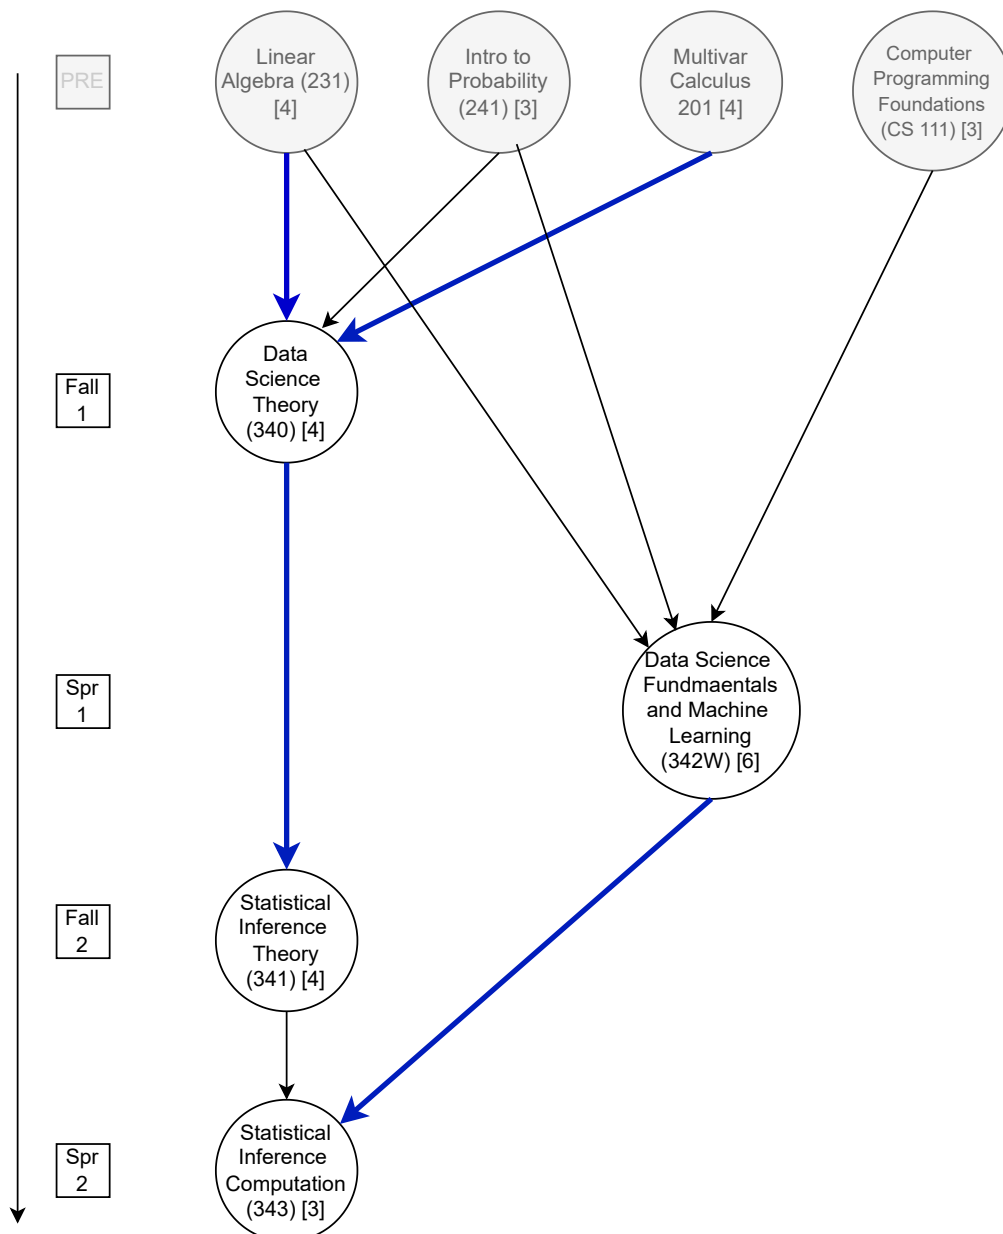 PRE
Linear
Algebra (231)
[4]
Intro to
Probability
(241) [3]
Multivar
Calculus
201 [4]
Computer
Programming
Foundations
(CS 111) [3]
Fall
1
Data
Science
Theory
(340) [4]
Spr
1
Data Science
Fundmaentals
and Machine
Learning
(342W) [6]
Fall
2
Statistical
Inference
Theory
(341) [4]
Spr
2
Statistical
Inference
Computation
(343) [3]